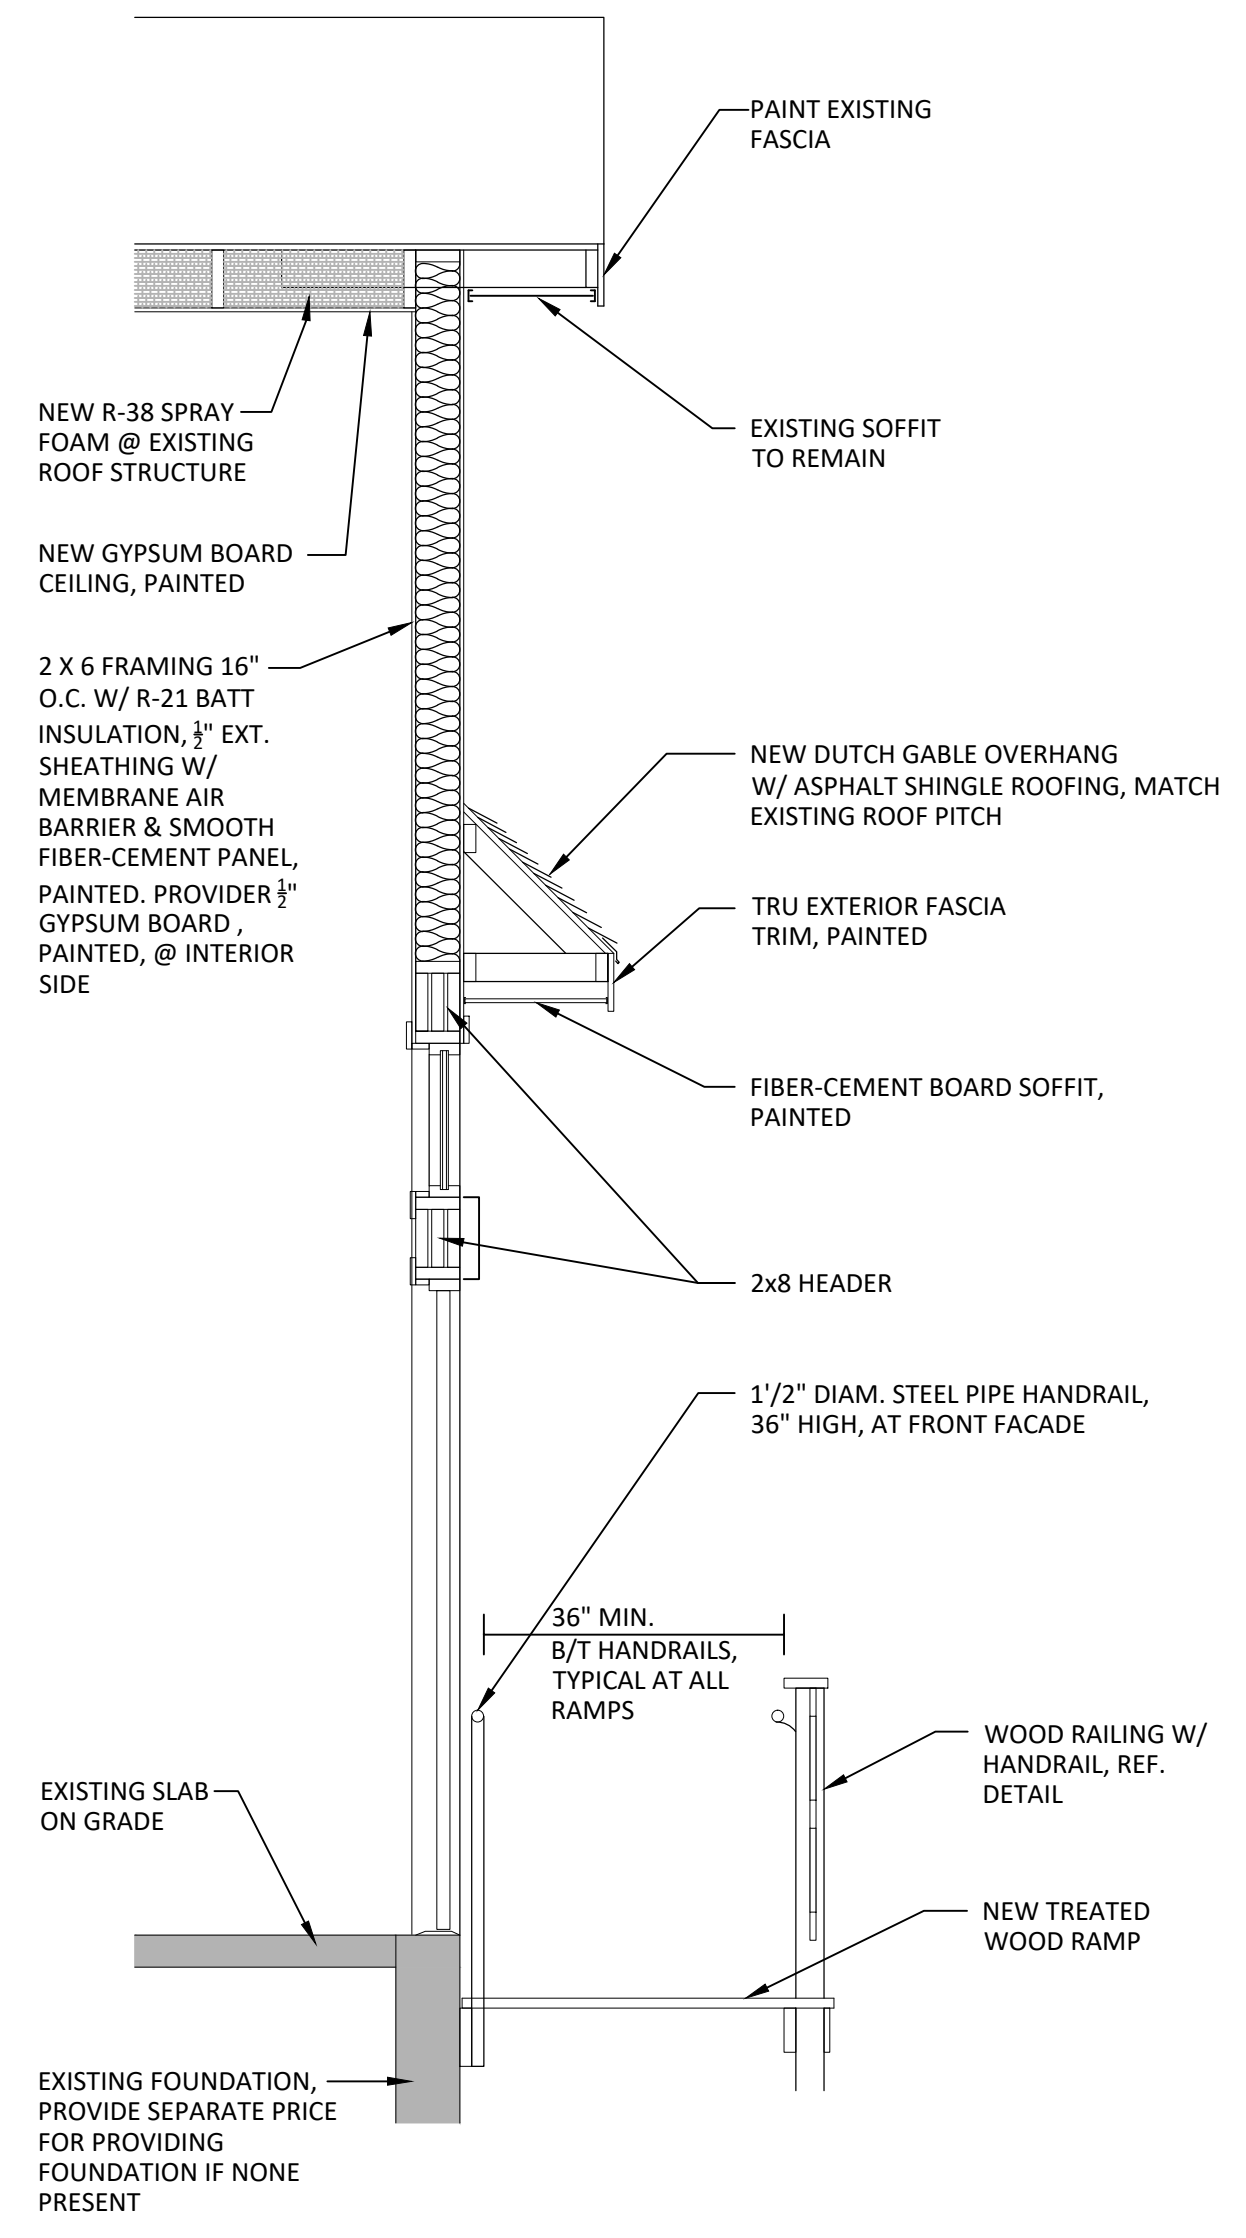 PAINT EXISTING
FASCIA
NEW R-38 SPRAY
FOAM @ EXISTING
ROOF STRUCTURE
EXISTING SOFFIT
TO REMAIN
NEW GYPSUM BOARD
CEILING, PAINTED
2 X 6 FRAMING 16"
O.C. W/ R-21 BATT
INSULATION, ½" EXT.
SHEATHING W/
MEMBRANE AIR
BARRIER & SMOOTH
FIBER-CEMENT PANEL,
PAINTED. PROVIDER ½"
GYPSUM BOARD ,
PAINTED, @ INTERIOR
SIDE
NEW DUTCH GABLE OVERHANG
W/ ASPHALT SHINGLE ROOFING, MATCH
EXISTING ROOF PITCH
TRU EXTERIOR FASCIA
TRIM, PAINTED
FIBER-CEMENT BOARD SOFFIT,
PAINTED
2x8 HEADER
1'/2" DIAM. STEEL PIPE HANDRAIL,
36" HIGH, AT FRONT FACADE
36" MIN.
B/T HANDRAILS,
TYPICAL AT ALL
RAMPS
WOOD RAILING W/
HANDRAIL, REF.
DETAIL
EXISTING SLAB
ON GRADE
NEW TREATED
WOOD RAMP
EXISTING FOUNDATION,
PROVIDE SEPARATE PRICE
FOR PROVIDING
FOUNDATION IF NONE
PRESENT